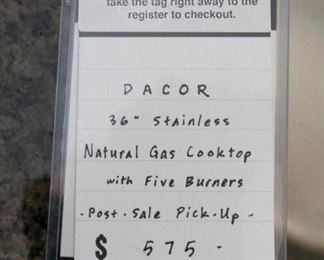 take the tag right away to the
register to checkout.
DACOR
36" Stainless
Natural Gas Cooktop
with Five Burners
-Post-Sale Pick-Up-
$ 575-